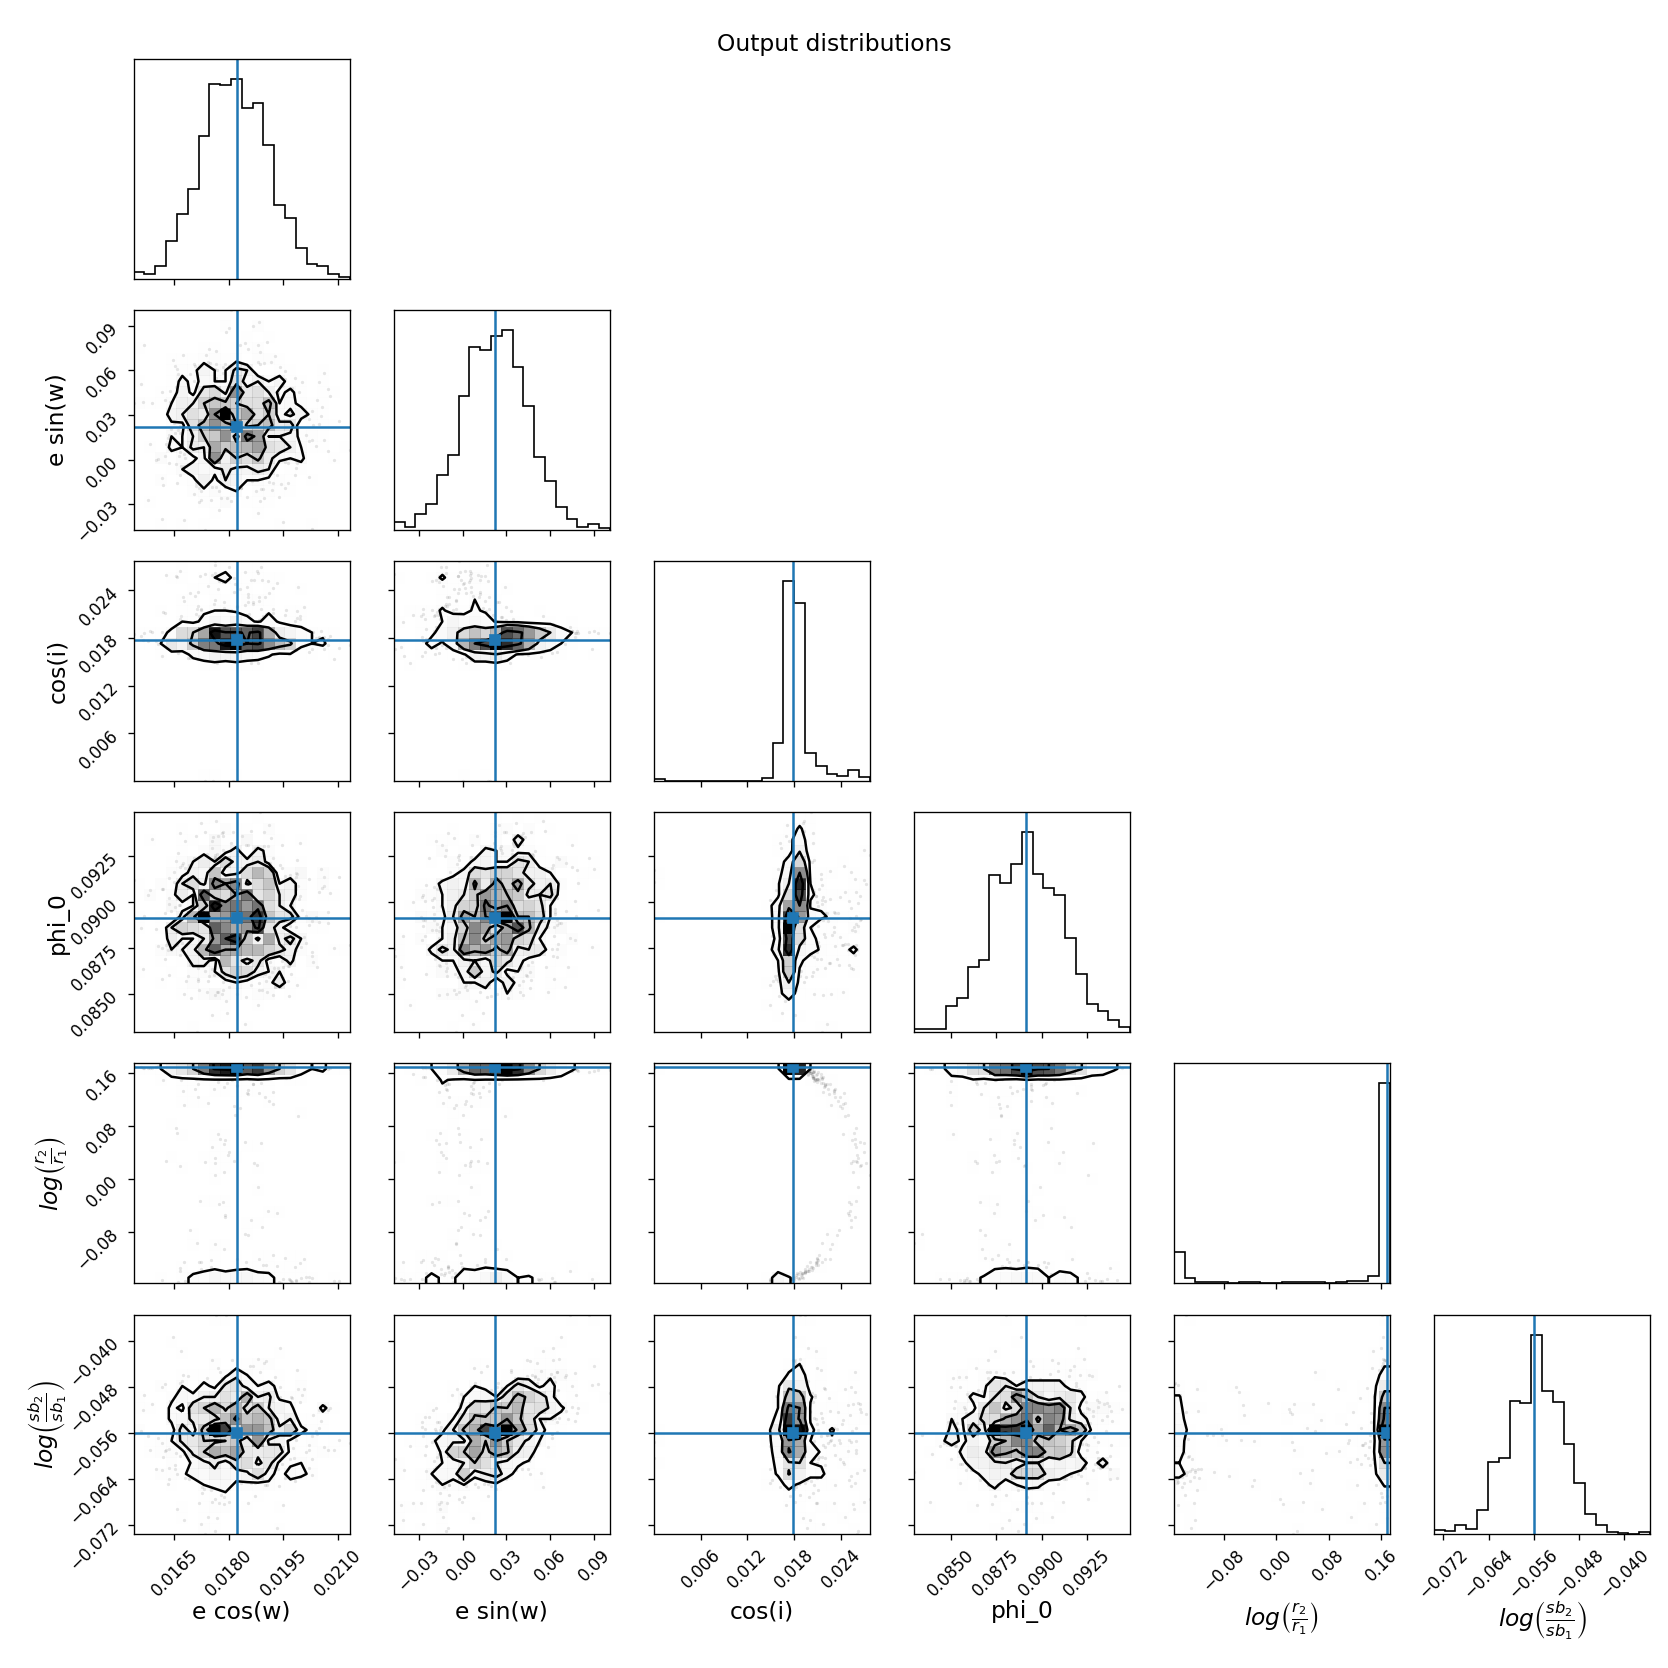 Output distributions
0.09
0.06
0.03
0.00
−0.03
e sin(w)
0.024
0.018
0.012
0.006
cos(i)
0.0925
0.0900
0.0875
0.0850
phi_0
0.16
0.08
0.00
−0.08
log(r₂/r₁)
−0.040
−0.048
−0.056
−0.064
−0.072
log(sb₂/sb₁)
0.0165 0.0180 0.0195 0.0210
−0.03 0.00 0.03 0.06 0.09
0.006 0.012 0.018 0.024
0.0850 0.0875 0.0900 0.0925
−0.08 0.00 0.08 0.16
−0.072 −0.064 −0.056 −0.048 −0.040
e cos(w) e sin(w) cos(i) phi_0 log(r₂/r₁) log(sb₂/sb₁)